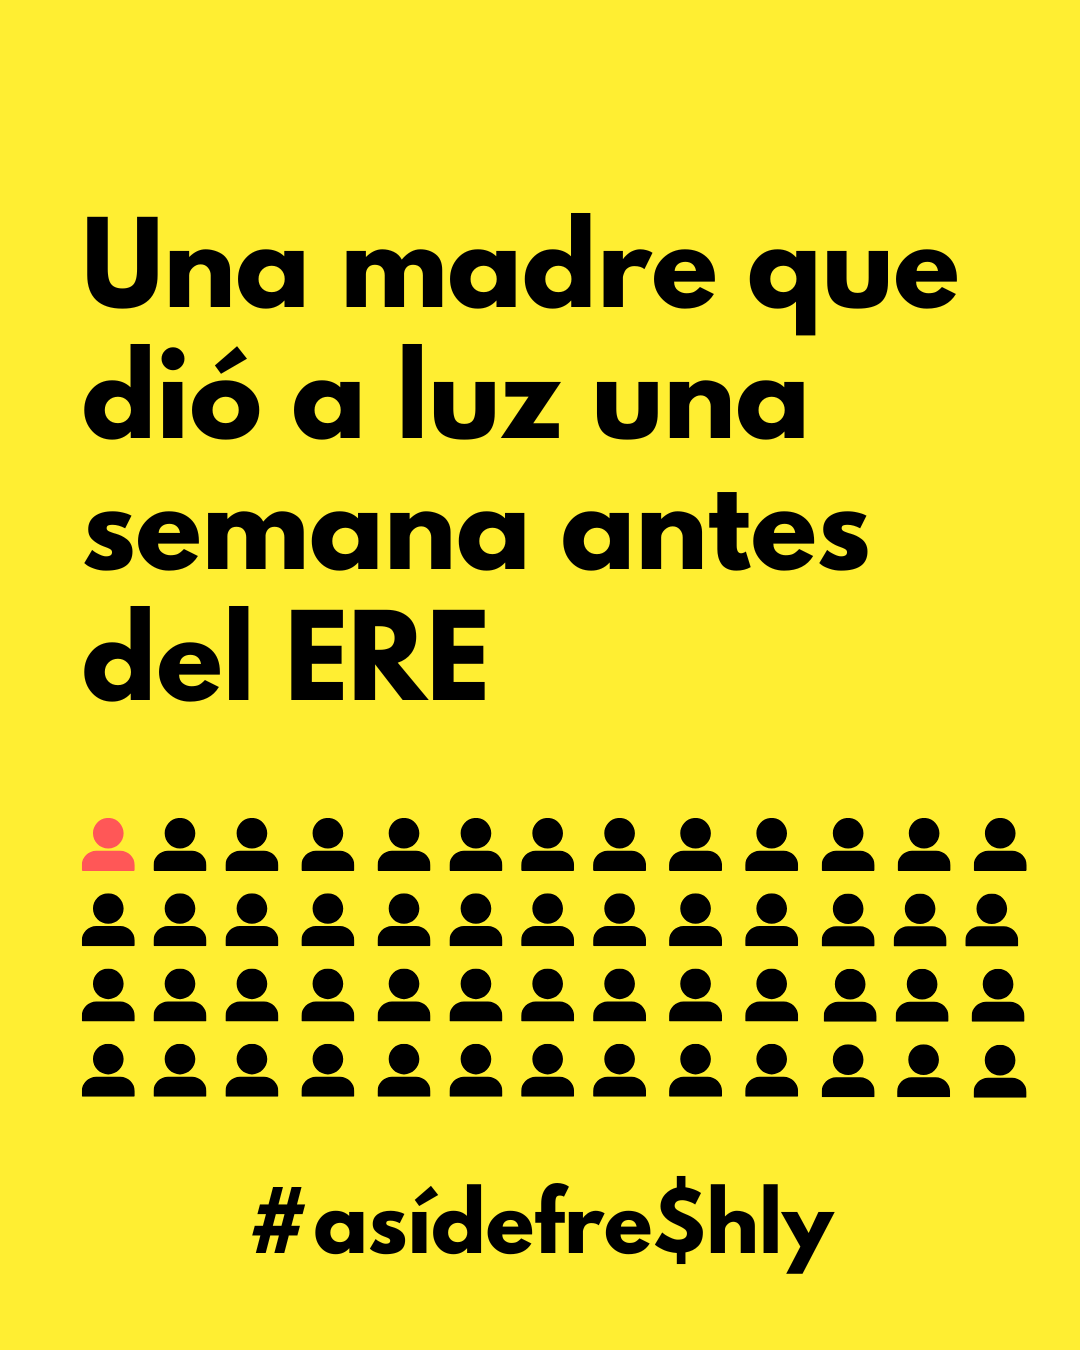 Una madre que
dió a luz una
semana antes
del ERE
#asídefre$hly